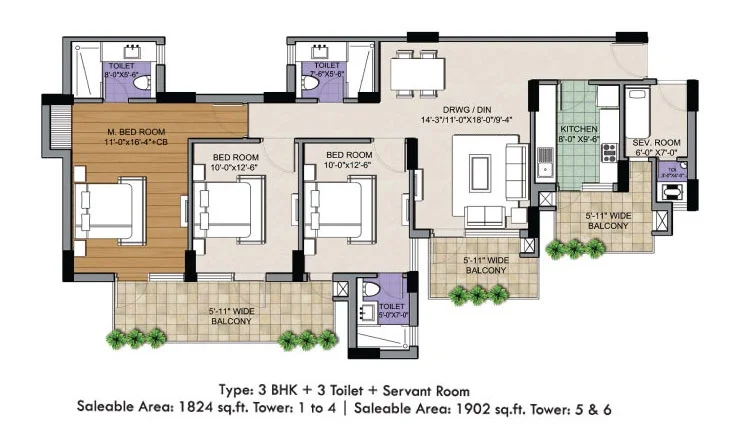 TOILET
8'-0"X5'-6"
TOILET
7'-6"X5'-6"
DRWG / DIN
14'-3"/11'-0"X18'-0"/9'-4"
M. BED ROOM
11'-0"x16'-4"+CB
KITCHEN
8'-0" X9'-6"
SEV. ROOM
6'-0" X7'-0"
BED ROOM
10'-0"x12'-6"
BED ROOM
10'-0"x12'-6"
TOI.
5'-11" WIDE
BALCONY
5'-11" WIDE
BALCONY
5'-11" WIDE
BALCONY
TOILET
5'-0"X7'-0"
Type: 3 BHK + 3 Toilet + Servant Room
Saleable Area: 1824 sq.ft. Tower: 1 to 4 | Saleable Area: 1902 sq.ft. Tower: 5 & 6